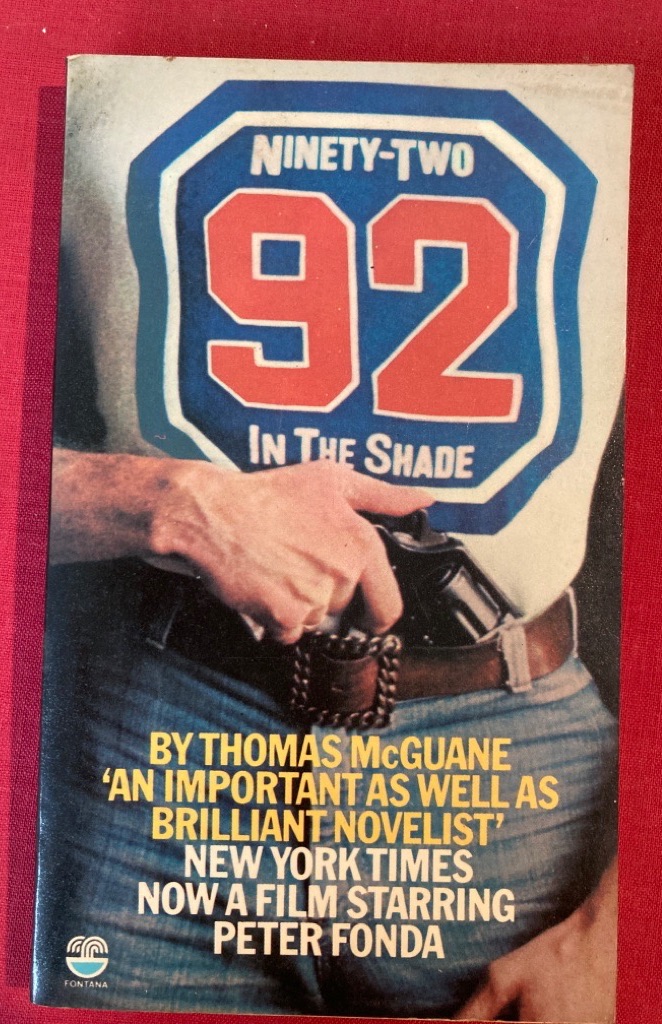 NINETY-TWO
92
IN THE SHADE
BY THOMAS McGUANE
'AN IMPORTANT AS WELL AS
BRILLIANT NOVELIST'
NEW YORK TIMES
NOW A FILM STARRING
PETER FONDA
FONTANA